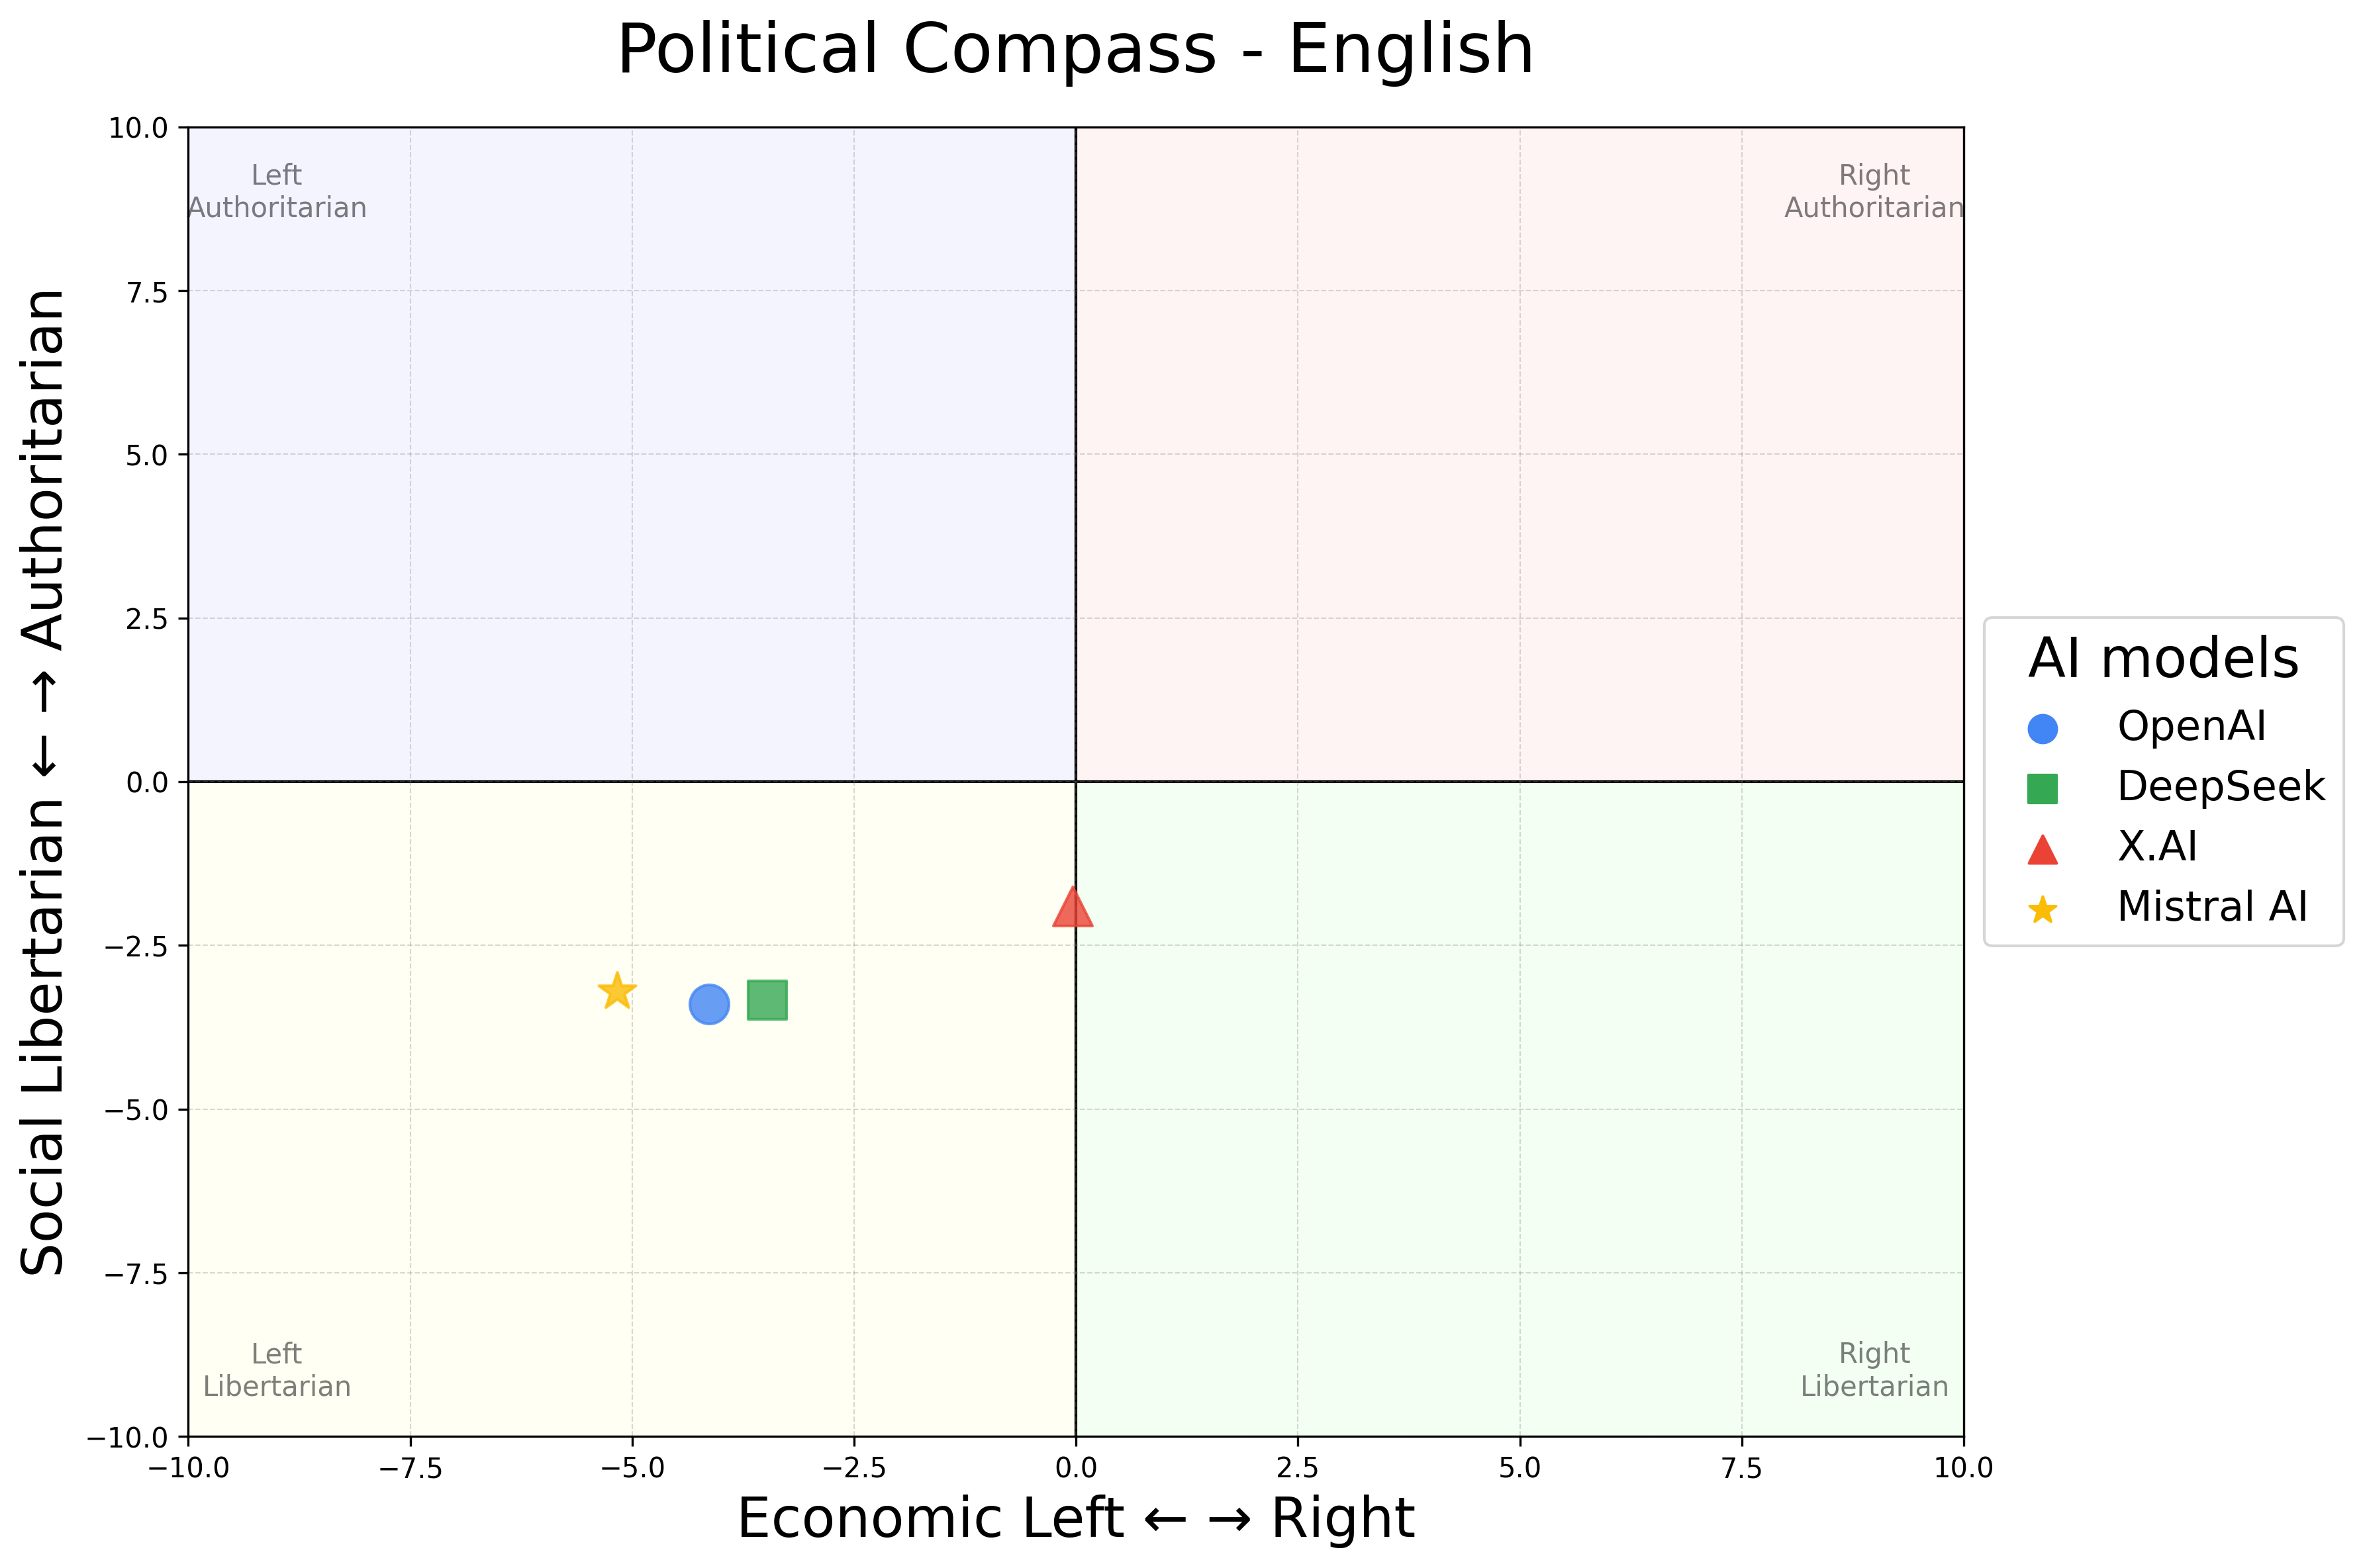 Political Compass - English
Social Libertarian ← → Authoritarian
10.0
7.5
5.0
2.5
0.0
−2.5
−5.0
−7.5
−10.0
Left
Authoritarian
Right
Authoritarian
Left
Libertarian
Right
Libertarian
−10.0
−7.5
−5.0
−2.5
0.0
2.5
5.0
7.5
10.0
Economic Left ← → Right
AI models
OpenAI
DeepSeek
X.AI
Mistral AI